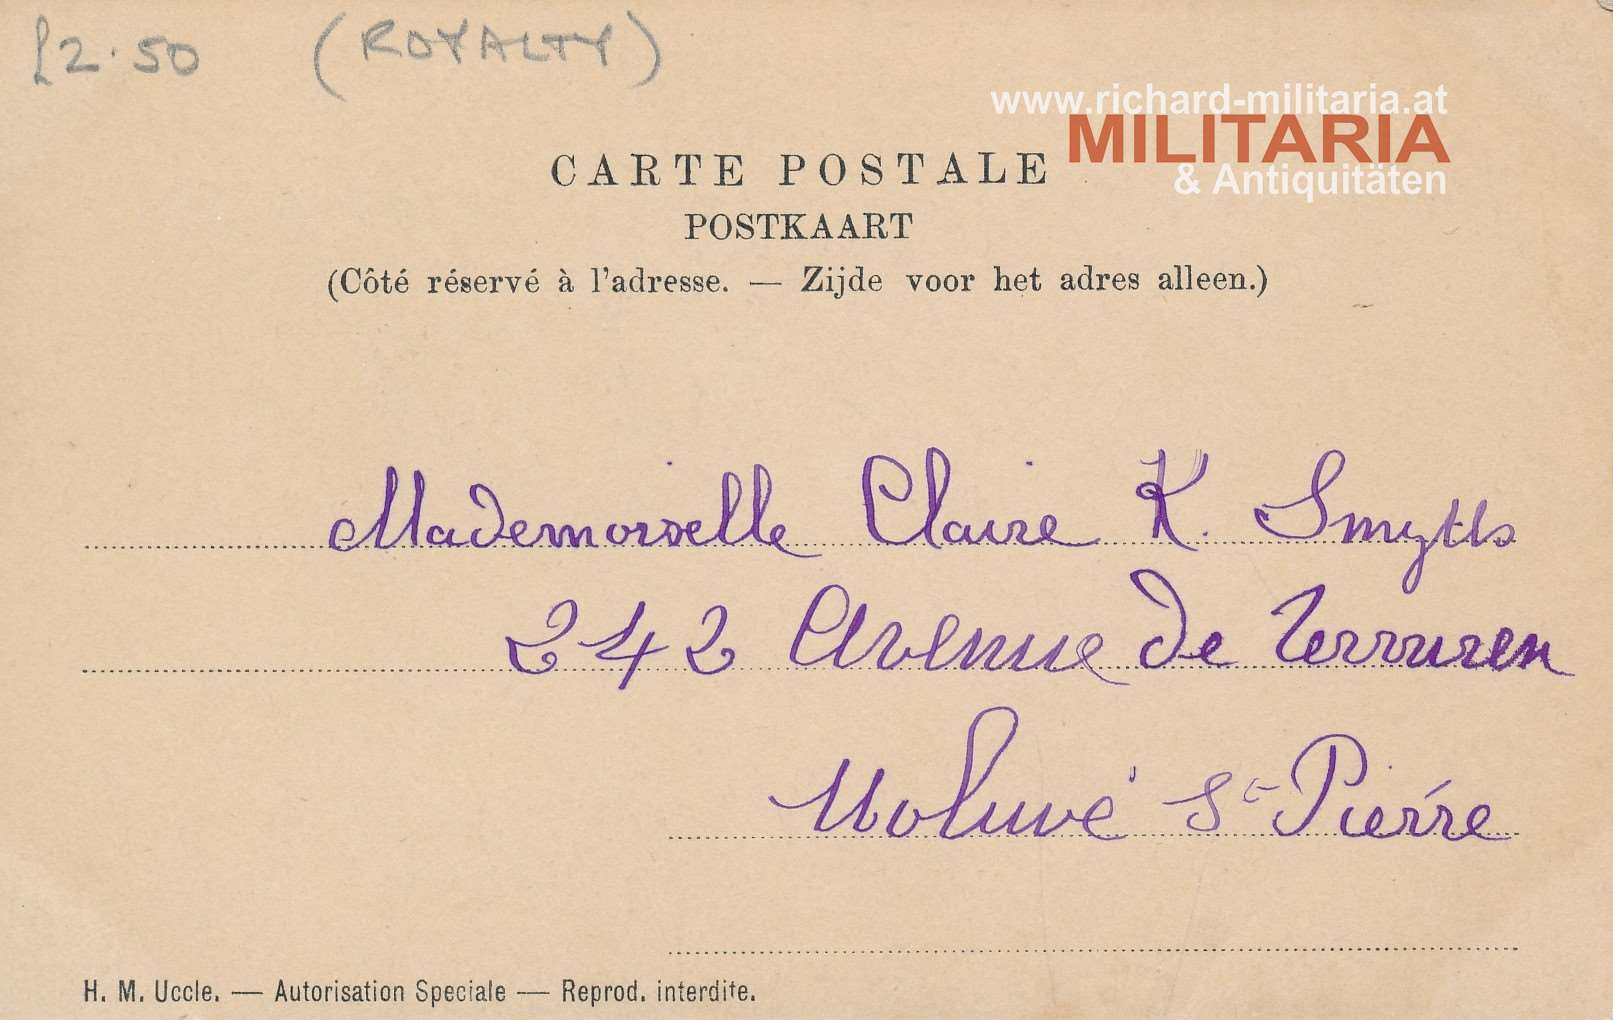 £2.50 (ROYALTY)
www.richard-militaria.at
MILITARIA
& Antiquitäten
CARTE POSTALE
POSTKAART
(Côté réservé à l'adresse. — Zijde voor het adres alleen.)
Mademoiselle Claire K. Smyth
242 Avenue de Tervuren
Woluwé St Pierre
H. M. Uccle. — Autorisation Speciale — Reprod. interdite.